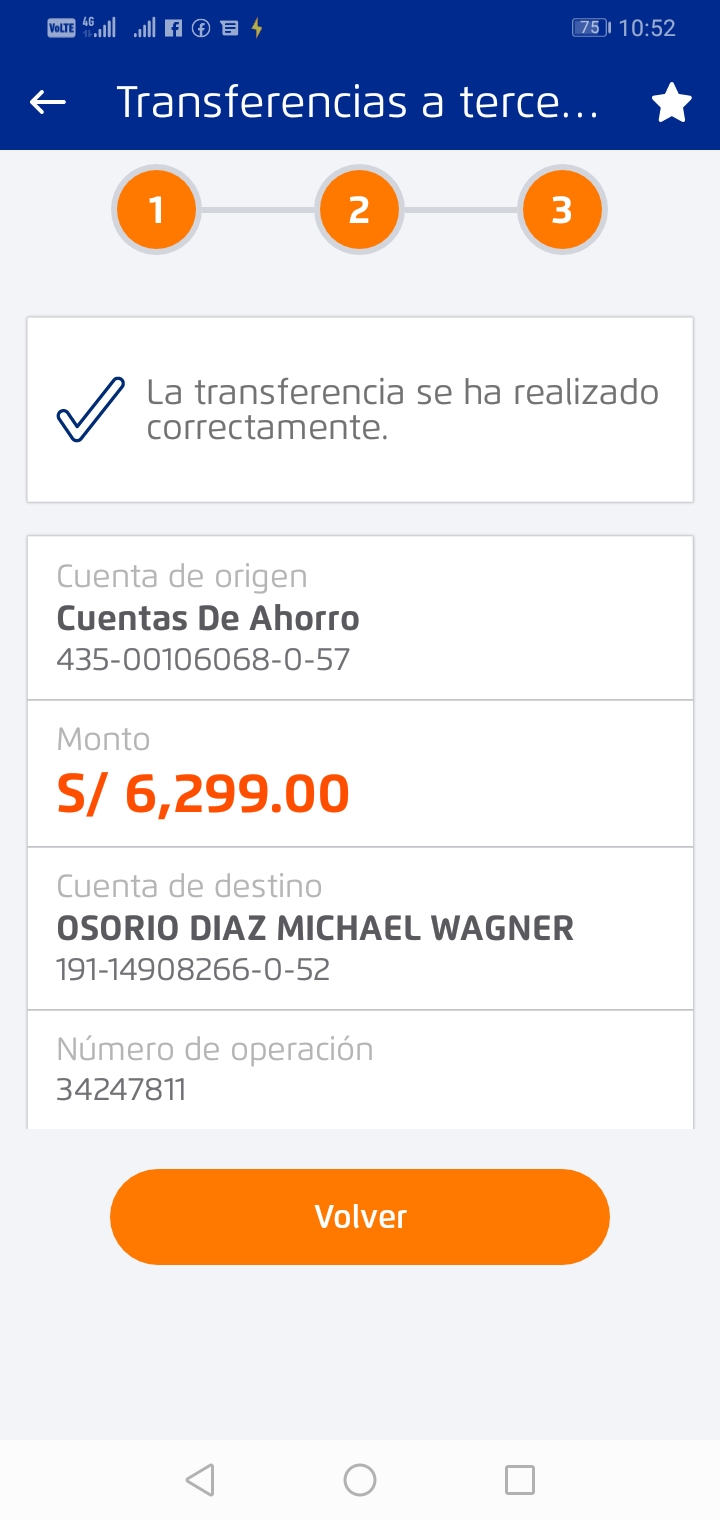 VoLTE 4G 75 10:52
Transferencias a terce...
1 2 3
La transferencia se ha realizado
correctamente.
Cuenta de origen
Cuentas De Ahorro
435-00106068-0-57
Monto
S/ 6,299.00
Cuenta de destino
OSORIO DIAZ MICHAEL WAGNER
191-14908266-0-52
Número de operación
34247811
Volver